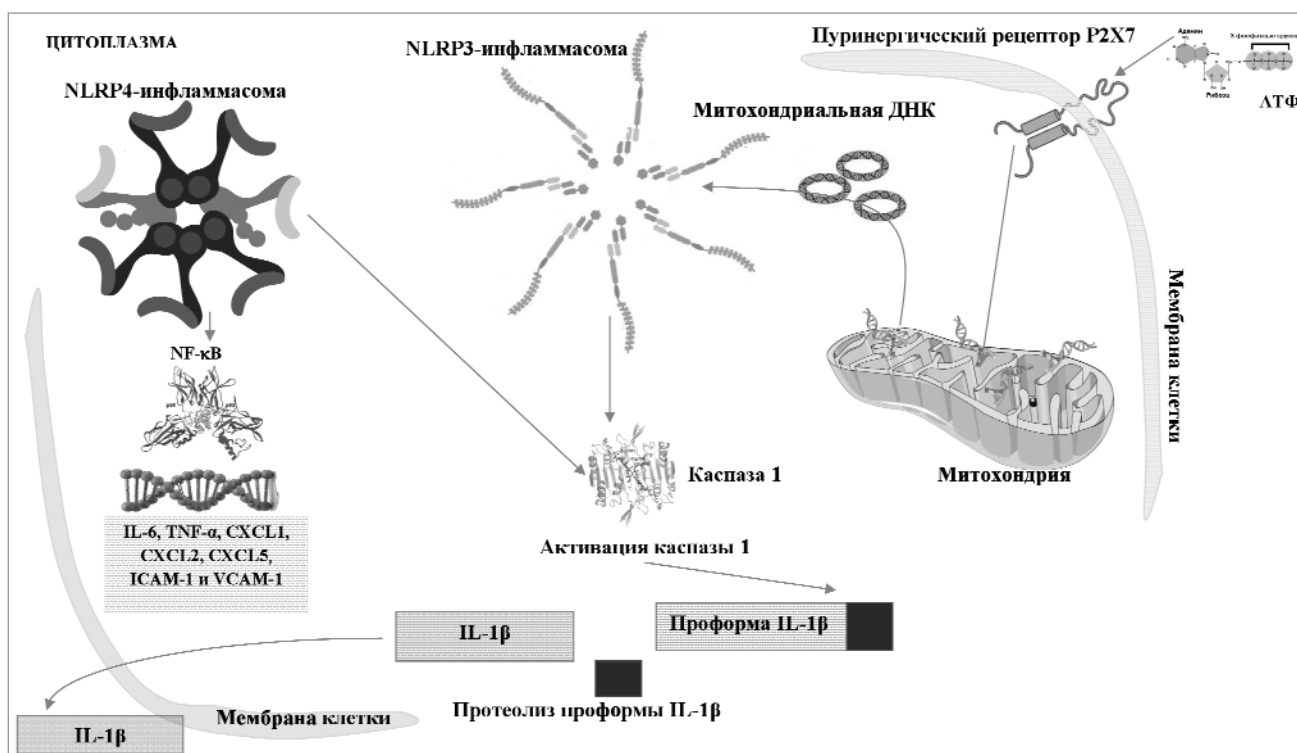 ЦИТОПЛАЗМА
NLRP4-инфламмасома
NLRP3-инфламмасома
Пуринергический рецептор P2X7
Аденин
Рибоза
АТФ
Митохондриальная ДНК
Мембрана клетки
NF-κB
Митохондрия
Каспаза 1
IL-6, TNF-α, CXCL1,
CXCL2, CXCL5,
ICAM-1 и VCAM-1
Активация каспазы 1
IL-1β
Проформа IL-1β
Протеолиз проформы IL-1β
Мембрана клетки
IL-1β